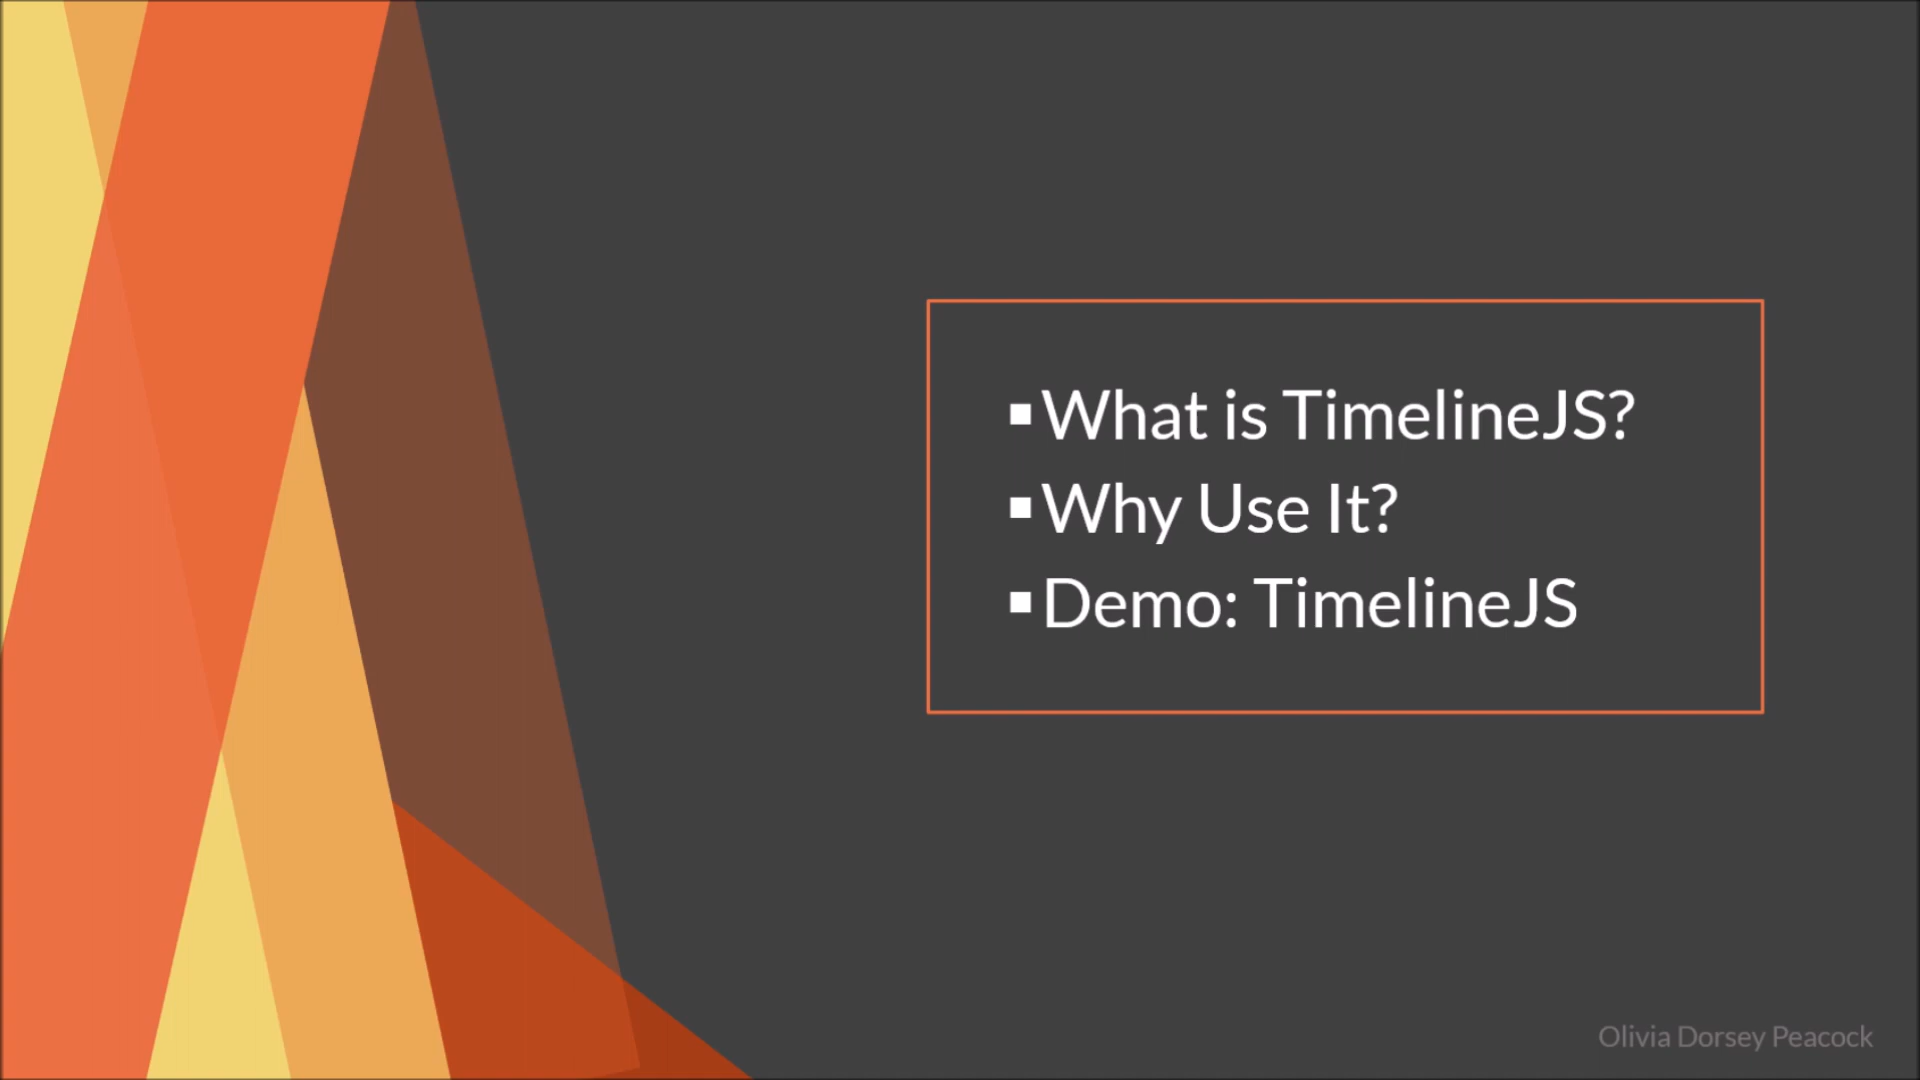 ▪What is TimelineJS?
▪Why Use It?
▪Demo: TimelineJS
Olivia Dorsey Peacock